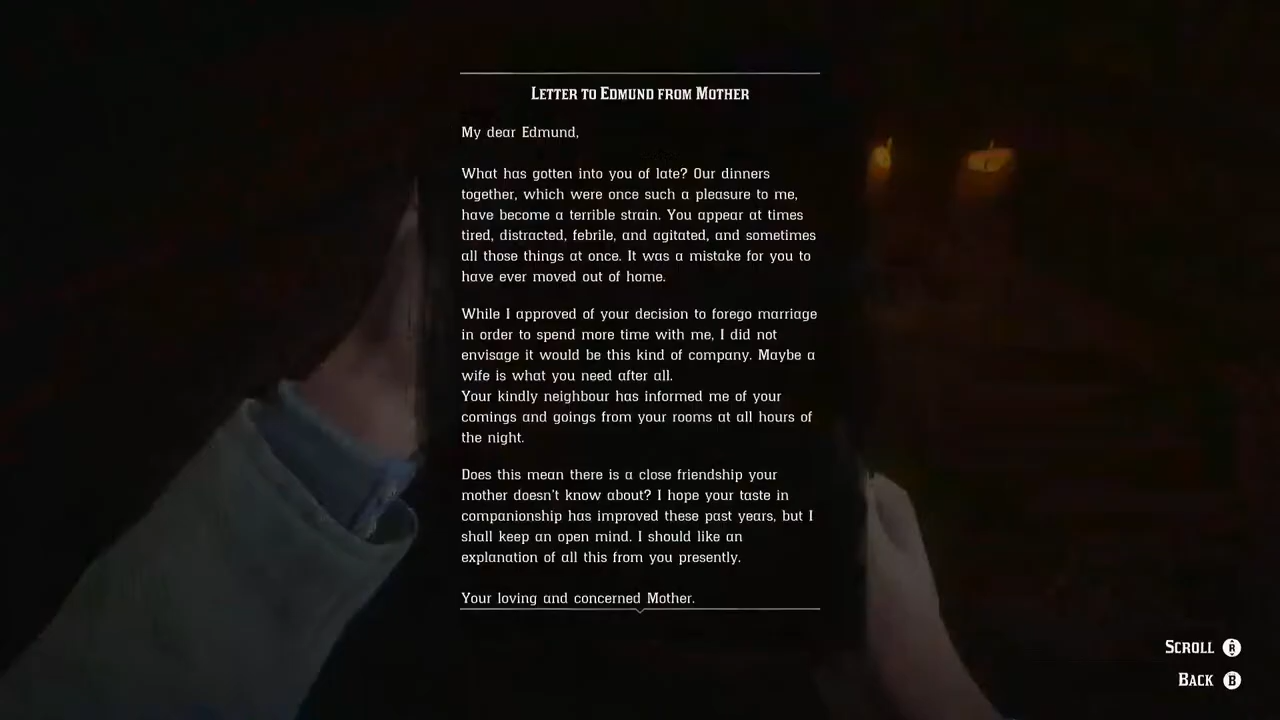 LETTER TO EDMUND FROM MOTHER
My dear Edmund,
What has gotten into you of late? Our dinners
together, which were once such a pleasure to me,
have become a terrible strain. You appear at times
tired, distracted, febrile, and agitated, and sometimes
all those things at once. It was a mistake for you to
have ever moved out of home.
While I approved of your decision to forego marriage
in order to spend more time with me, I did not
envisage it would be this kind of company. Maybe a
wife is what you need after all.
Your kindly neighbour has informed me of your
comings and goings from your rooms at all hours of
the night.
Does this mean there is a close friendship your
mother doesn't know about? I hope your taste in
companionship has improved these past years, but I
shall keep an open mind. I should like an
explanation of all this from you presently.
Your loving and concerned Mother.
SCROLL R
BACK B